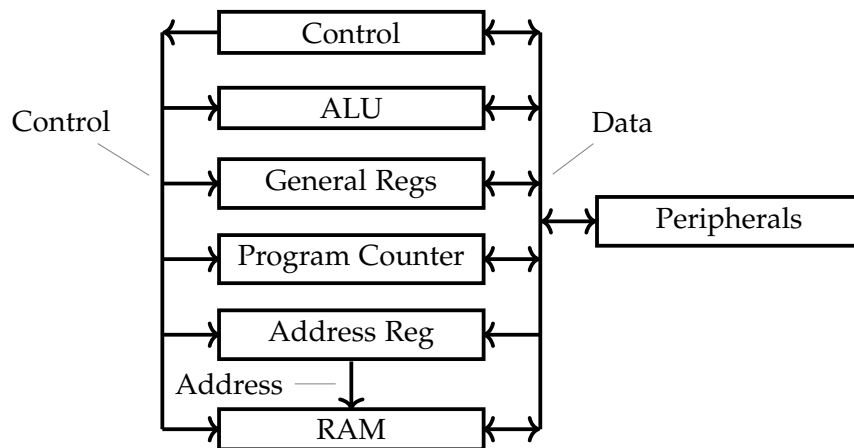 Control
ALU
Control
Data
General Regs
Peripherals
Program Counter
Address Reg
Address
RAM